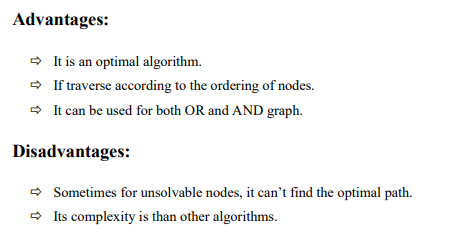 Advantages:
⇨ It is an optimal algorithm.
⇨ If traverse according to the ordering of nodes.
⇨ It can be used for both OR and AND graph.
Disadvantages:
⇨ Sometimes for unsolvable nodes, it can’t find the optimal path.
⇨ Its complexity is than other algorithms.